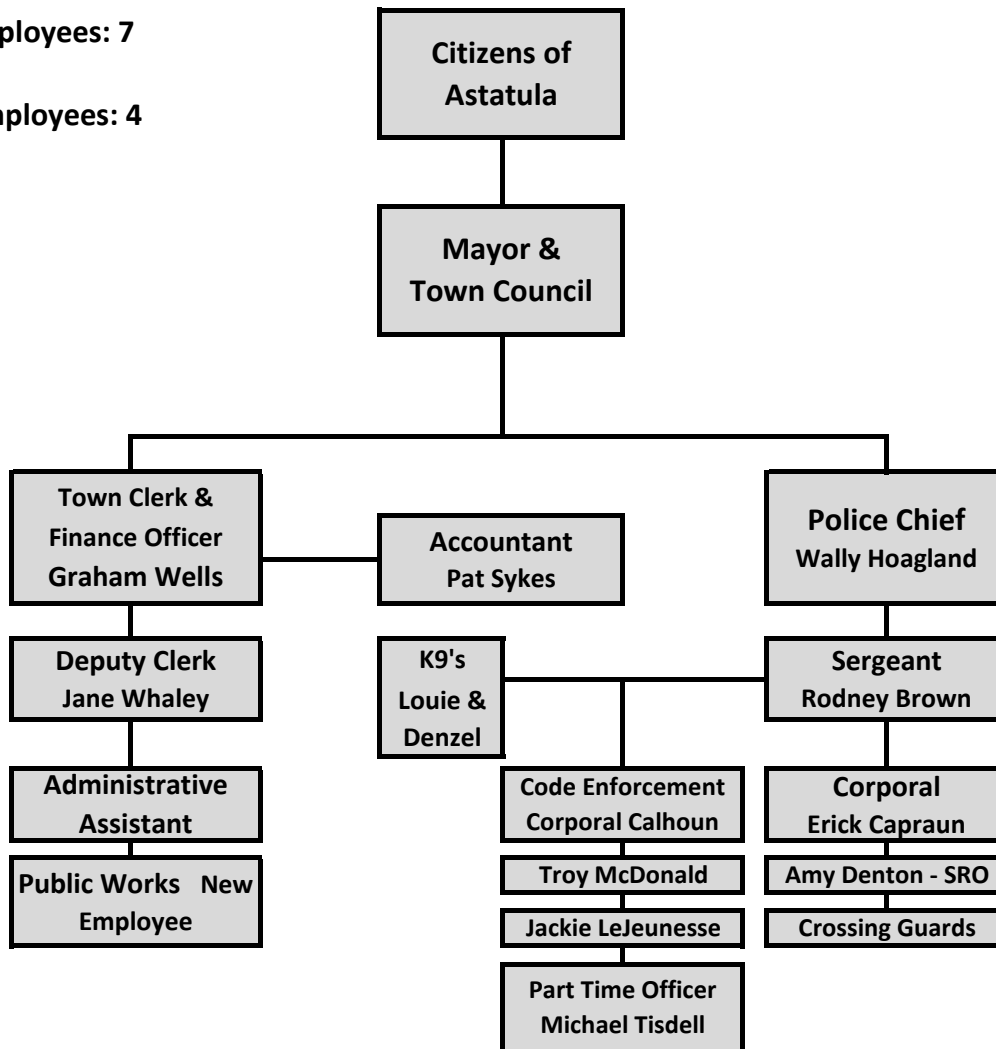 ployees: 7
ployees: 4
Citizens of
Astatula
Mayor &
Town Council
Town Clerk &
Finance Officer
Graham Wells
Accountant
Pat Sykes
Police Chief
Wally Hoagland
Deputy Clerk
Jane Whaley
K9's
Louie &
Denzel
Sergeant
Rodney Brown
Administrative
Assistant
Code Enforcement
Corporal Calhoun
Corporal
Erick Capraun
Public Works New
Employee
Troy McDonald
Amy Denton - SRO
Jackie LeJeunesse
Crossing Guards
Part Time Officer
Michael Tisdell